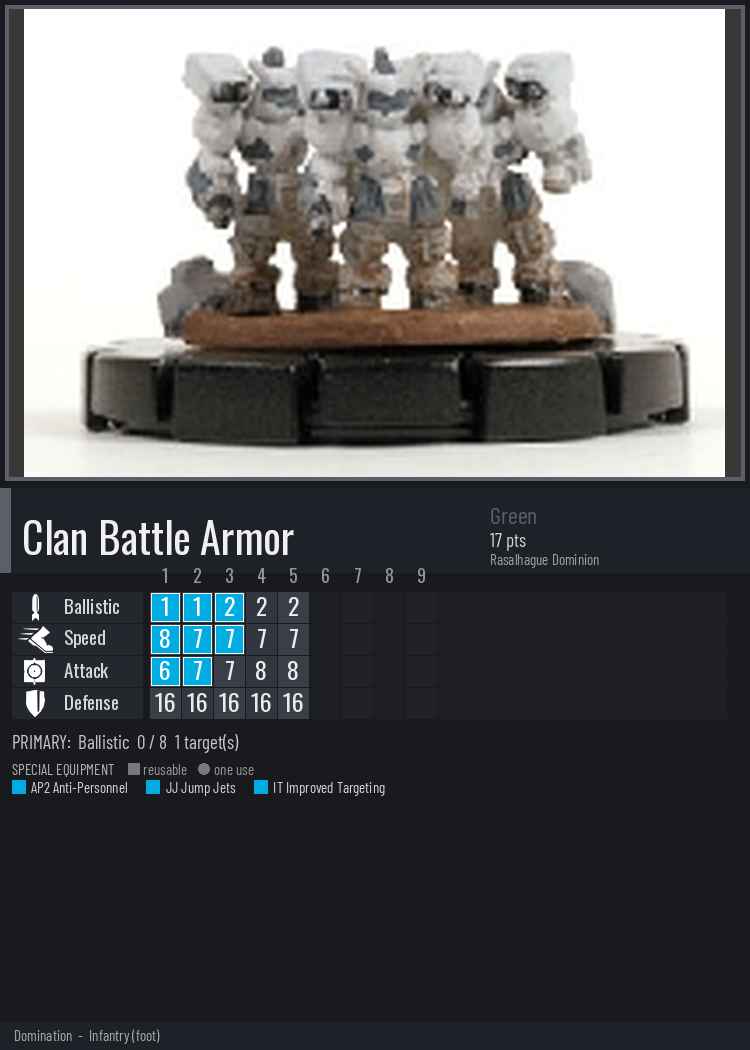 Clan Battle Armor
Green
17 pts
Rasalhague Dominion
1 2 3 4 5 6 7 8 9
Ballistic 1 1 2 2 2
Speed 8 7 7 7 7
Attack 6 7 7 8 8
Defense 16 16 16 16 16
PRIMARY: Ballistic 0 / 8 1 target(s)
SPECIAL EQUIPMENT reusable one use
AP2 Anti-Personnel JJ Jump Jets IT Improved Targeting
Domination - Infantry (foot)